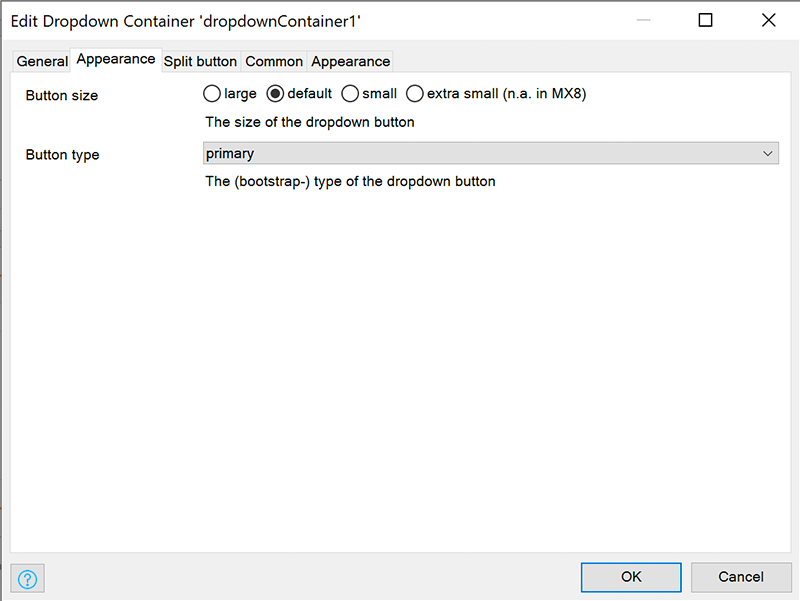 Edit Dropdown Container 'dropdownContainer1'
General Appearance Split button Common Appearance
Button size large default small extra small (n.a. in MX8)
The size of the dropdown button
Button type primary
The (bootstrap-) type of the dropdown button
? OK Cancel